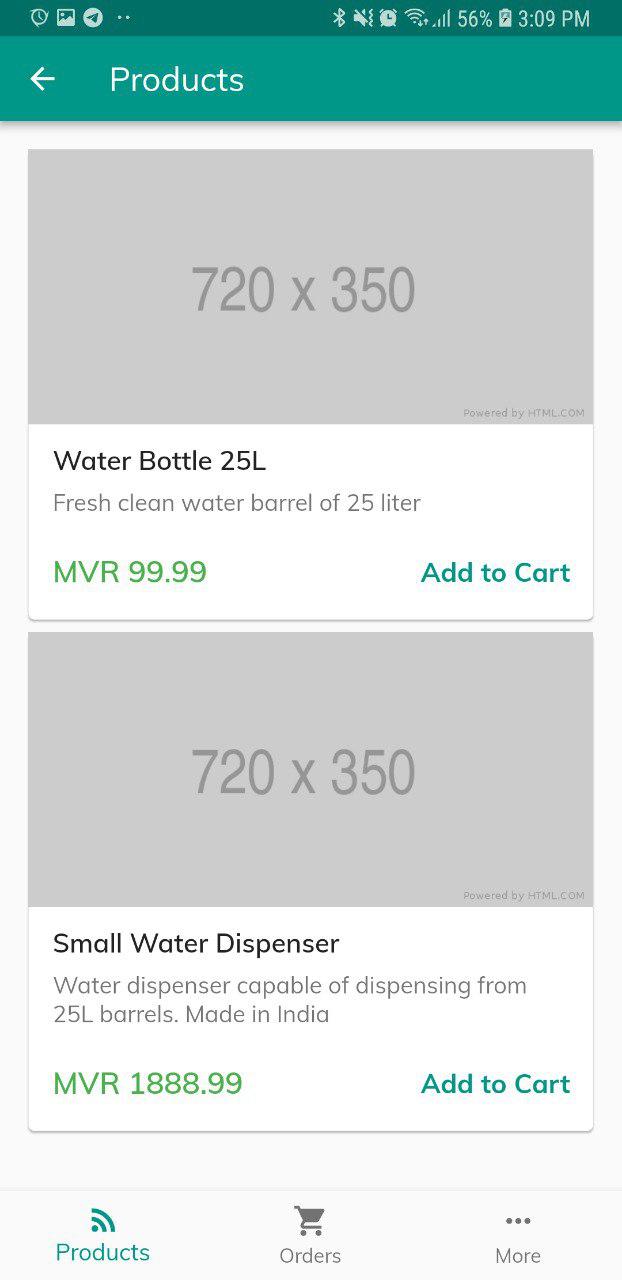 56% 3:09 PM
Products
720 x 350
Powered by HTML.COM
Water Bottle 25L
Fresh clean water barrel of 25 liter
MVR 99.99 Add to Cart
720 x 350
Powered by HTML.COM
Small Water Dispenser
Water dispenser capable of dispensing from
25L barrels. Made in India
MVR 1888.99 Add to Cart
Products Orders More